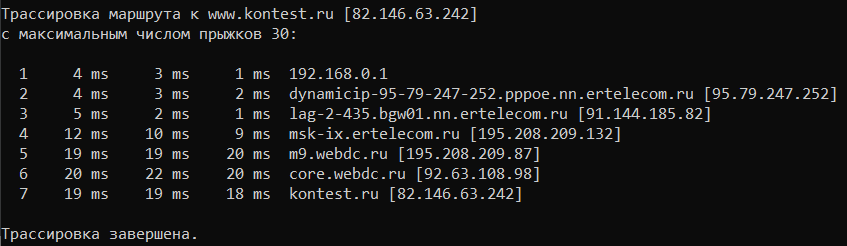 Трассировка маршрута к www.kontest.ru [82.146.63.242]
с максимальным числом прыжков 30:
1 4 ms 3 ms 1 ms 192.168.0.1
2 4 ms 3 ms 2 ms dynamicip-95-79-247-252.pppoe.nn.ertelecom.ru [95.79.247.252]
3 5 ms 2 ms 1 ms lag-2-435.bgw01.nn.ertelecom.ru [91.144.185.82]
4 12 ms 10 ms 9 ms msk-ix.ertelecom.ru [195.208.209.132]
5 19 ms 19 ms 20 ms m9.webdc.ru [195.208.209.87]
6 20 ms 22 ms 20 ms core.webdc.ru [92.63.108.98]
7 19 ms 19 ms 18 ms kontest.ru [82.146.63.242]
Трассировка завершена.